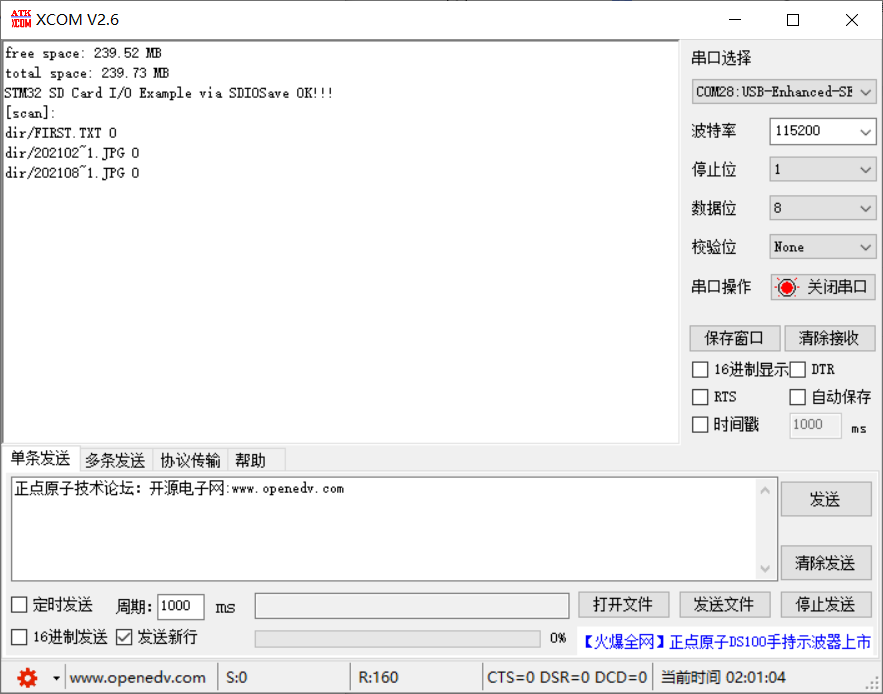 ATK XCOM XCOM V2.6
free space: 239.52 MB
total space: 239.73 MB
STM32 SD Card I/O Example via SDIOSave OK!!!
[scan]:
dir/FIRST.TXT 0
dir/202102~1.JPG 0
dir/202108~1.JPG 0
串口选择
COM28:USB-Enhanced-SE
波特率 115200
停止位 1
数据位 8
校验位 None
串口操作 关闭串口
保存窗口 清除接收
16进制显示 DTR
RTS 自动保存
时间戳 1000 ms
单条发送 多条发送 协议传输 帮助
正点原子技术论坛：开源电子网:www.openedv.com
发送
清除发送
定时发送 周期: 1000 ms 打开文件 发送文件 停止发送
16进制发送 发送新行 0% 【火爆全网】正点原子DS100手持示波器上市
www.openedv.com S:0 R:160 CTS=0 DSR=0 DCD=0 当前时间 02:01:04